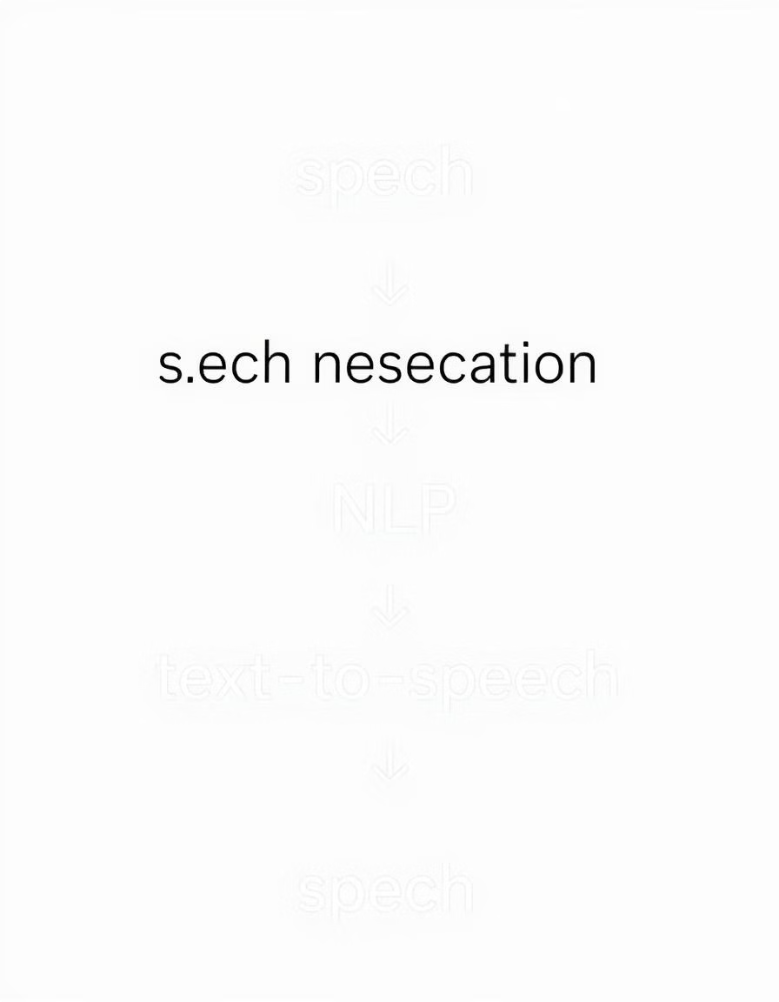 spech
↓
s.ech nesecation
↓
NLP
↓
text-to-speech
↓
spech